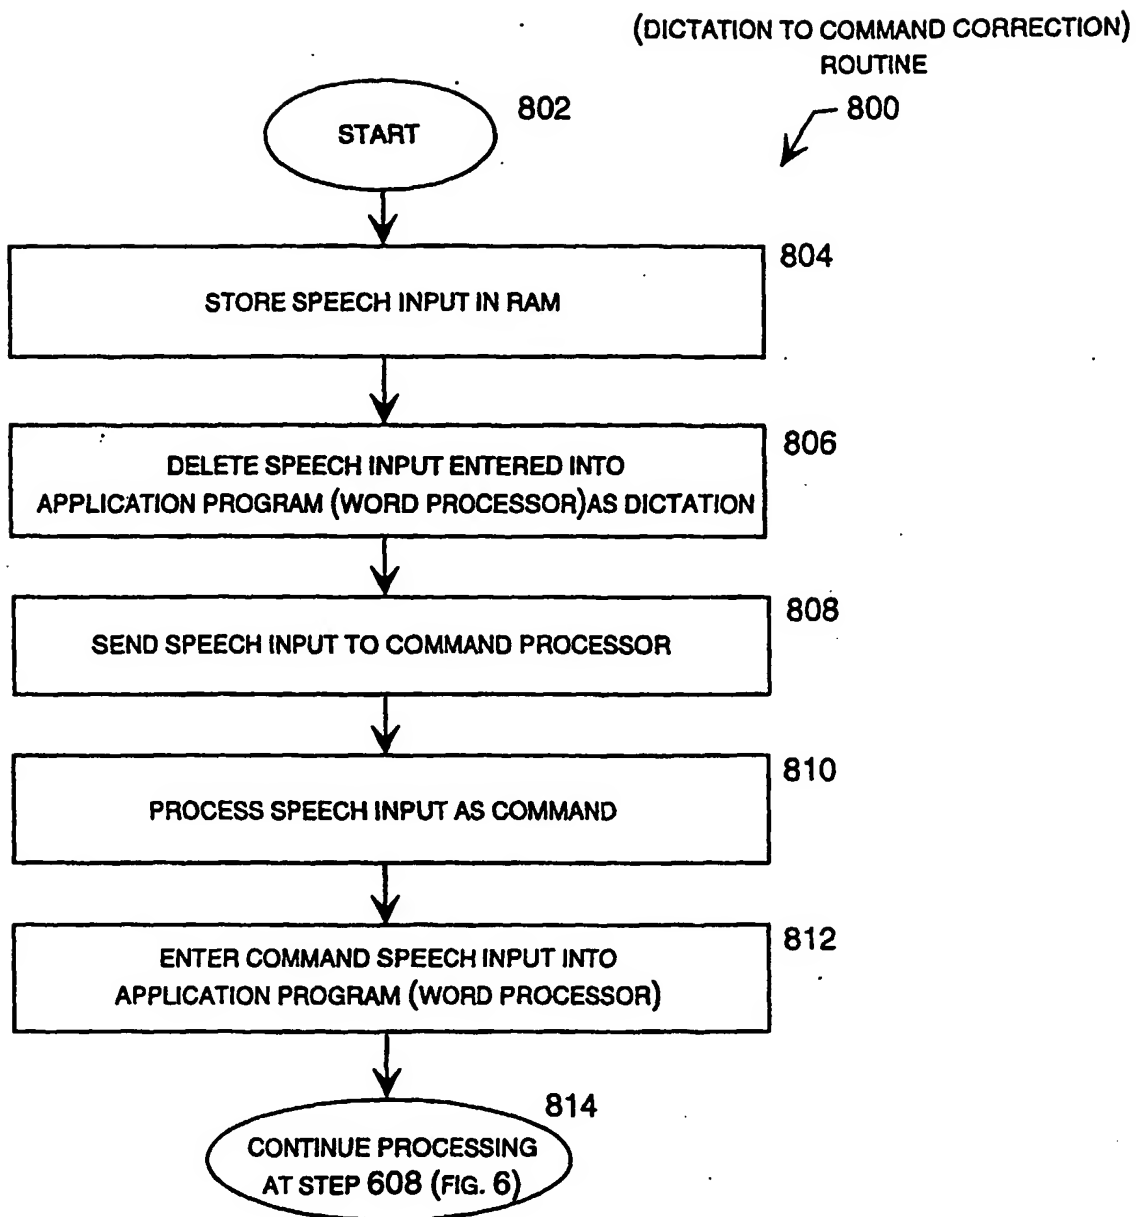 (DICTATION TO COMMAND CORRECTION)
ROUTINE
800
802
START
804
STORE SPEECH INPUT IN RAM
806
DELETE SPEECH INPUT ENTERED INTO
APPLICATION PROGRAM (WORD PROCESSOR)AS DICTATION
808
SEND SPEECH INPUT TO COMMAND PROCESSOR
810
PROCESS SPEECH INPUT AS COMMAND
812
ENTER COMMAND SPEECH INPUT INTO
APPLICATION PROGRAM (WORD PROCESSOR)
814
CONTINUE PROCESSING
AT STEP 608 (FIG. 6)